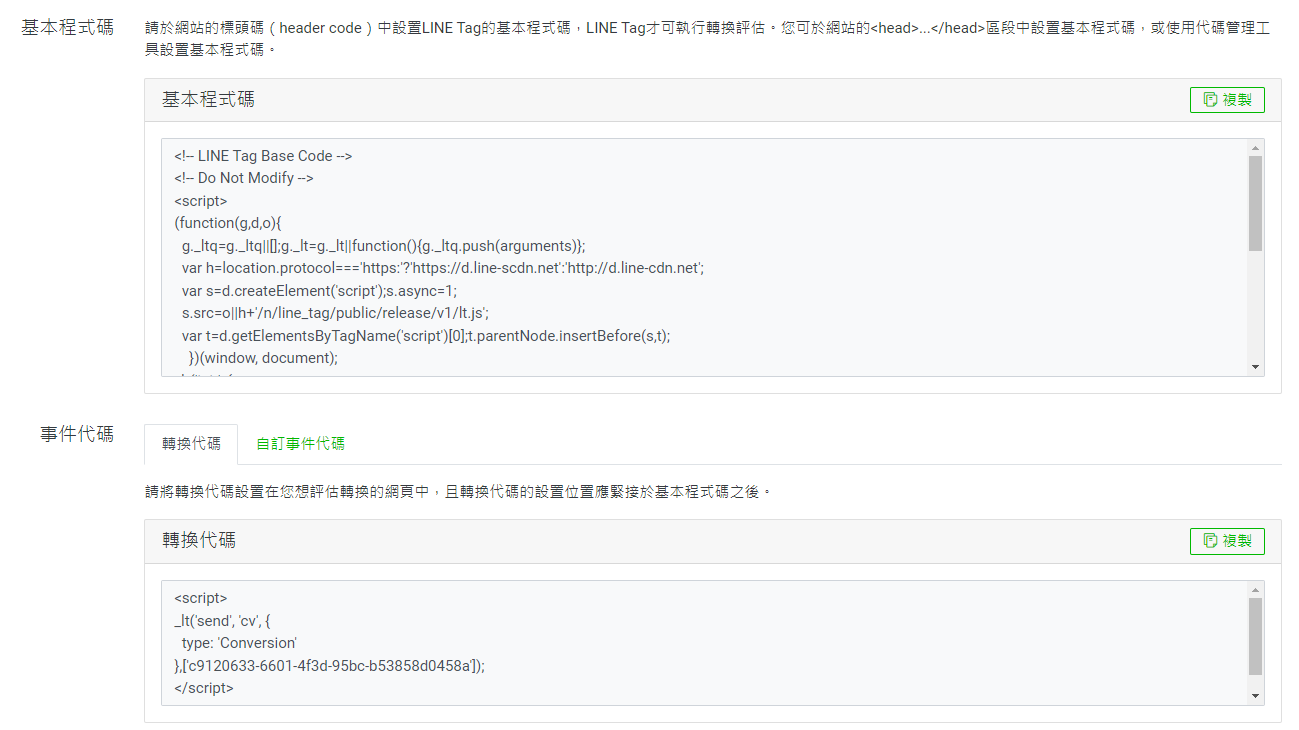 基本程式碼
請於網站的標頭碼（header code）中設置LINE Tag的基本程式碼，LINE Tag才可執行轉換評估。您可於網站的<head>...</head>區段中設置基本程式碼，或使用代碼管理工
具設置基本程式碼。
基本程式碼
複製
<!-- LINE Tag Base Code -->
<!-- Do Not Modify -->
<script>
(function(g,d,o){
  g._ltq=g._ltq||[];g._lt=g._lt||function(){g._ltq.push(arguments)};
  var h=location.protocol==='https:'?'https://d.line-scdn.net':'http://d.line-cdn.net';
  var s=d.createElement('script');s.async=1;
  s.src=o||h+'/n/line_tag/public/release/v1/lt.js';
  var t=d.getElementsByTagName('script')[0];t.parentNode.insertBefore(s,t);
    })(window, document);
事件代碼
轉換代碼
自訂事件代碼
請將轉換代碼設置在您想評估轉換的網頁中，且轉換代碼的設置位置應緊接於基本程式碼之後。
轉換代碼
複製
<script>
_lt('send', 'cv', {
  type: 'Conversion'
},['c9120633-6601-4f3d-95bc-b53858d0458a']);
</script>